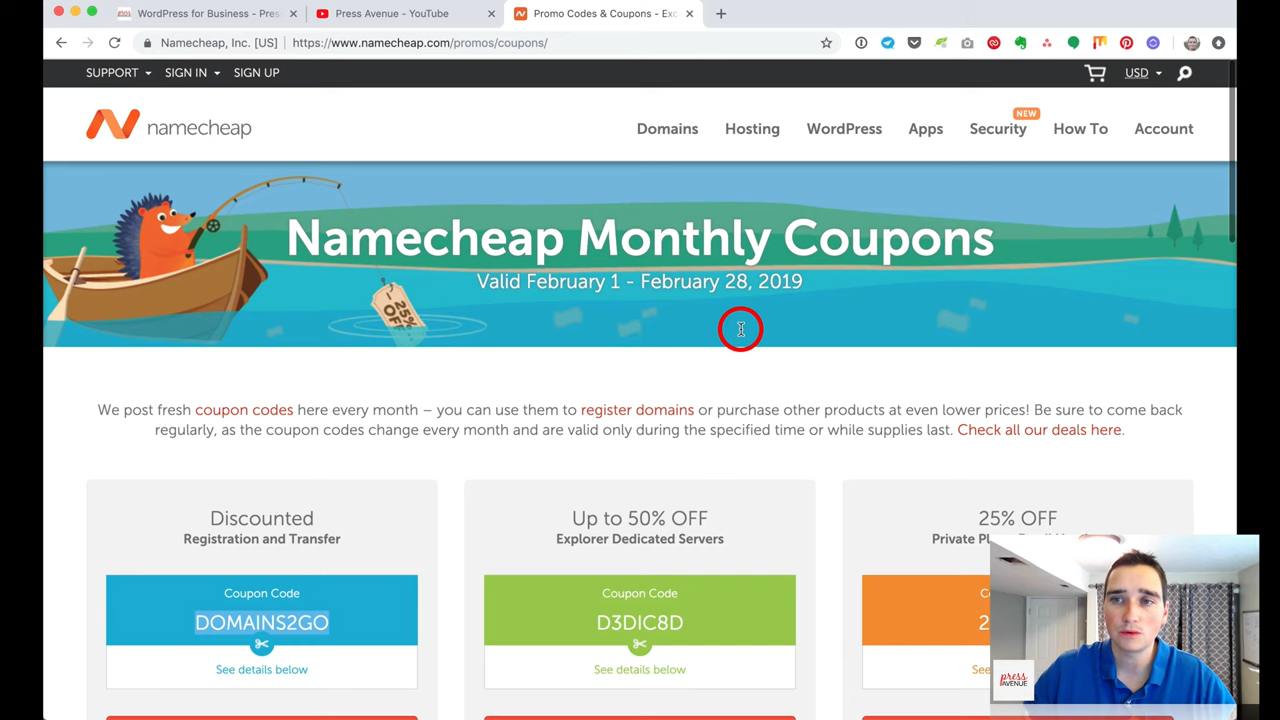 WordPress for Business - Pres
Press Avenue - YouTube
Promo Codes & Coupons - Exc
Namecheap, Inc. [US]
https://www.namecheap.com/promos/coupons/
SUPPORT
SIGN IN
SIGN UP
USD
namecheap
Domains
Hosting
WordPress
Apps
Security
NEW
How To
Account
Namecheap Monthly Coupons
Valid February 1 - February 28, 2019
25%
OFF
We post fresh coupon codes here every month – you can use them to register domains or purchase other products at even lower prices! Be sure to come back
regularly, as the coupon codes change every month and are valid only during the specified time or while supplies last. Check all our deals here.
Discounted
Registration and Transfer
Coupon Code
DOMAINS2GO
See details below
Up to 50% OFF
Explorer Dedicated Servers
Coupon Code
D3DIC8D
See details below
25% OFF
Private
2
See
press
AVENUE